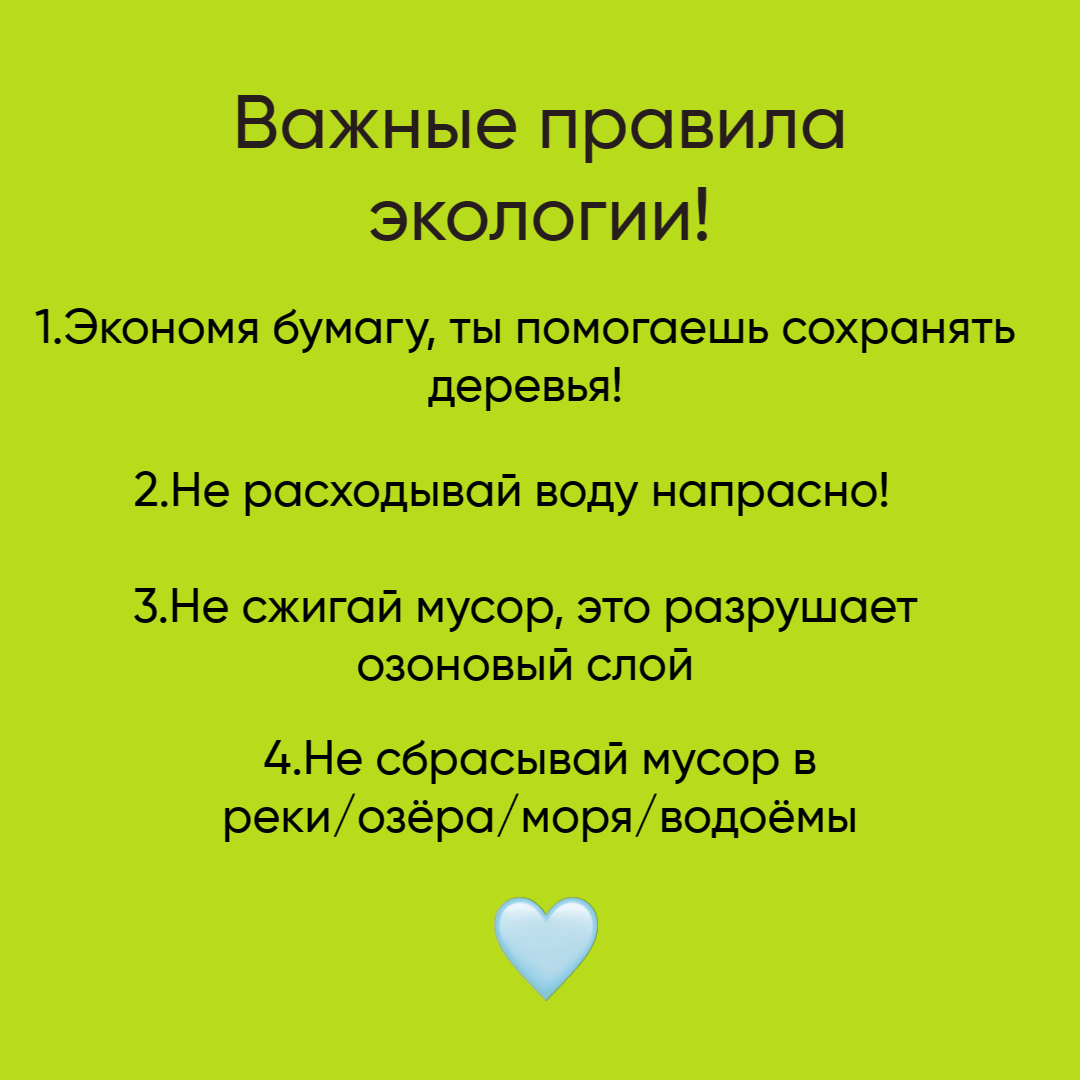 Важные правила
экологии!
1.Экономя бумагу, ты помогаешь сохранять
деревья!
2.Не расходывай воду напрасно!
3.Не сжигай мусор, это разрушает
озоновый слой
4.Не сбрасывай мусор в
реки/озёра/моря/водоёмы